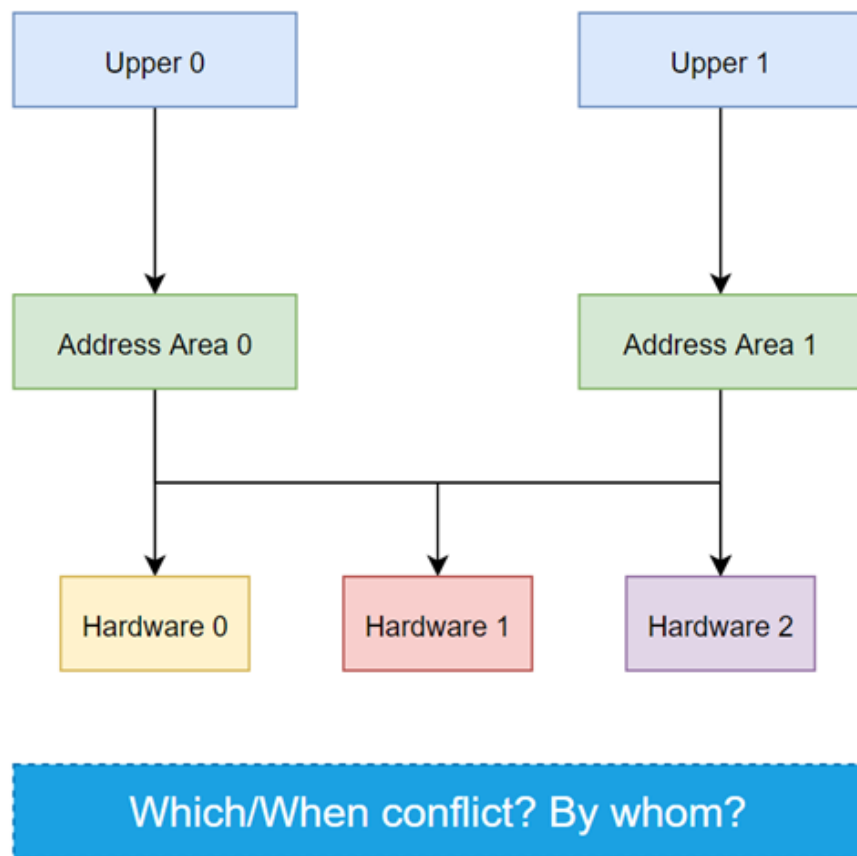 Upper 0
Upper 1
Address Area 0
Address Area 1
Hardware 0
Hardware 1
Hardware 2
Which/When conflict? By whom?